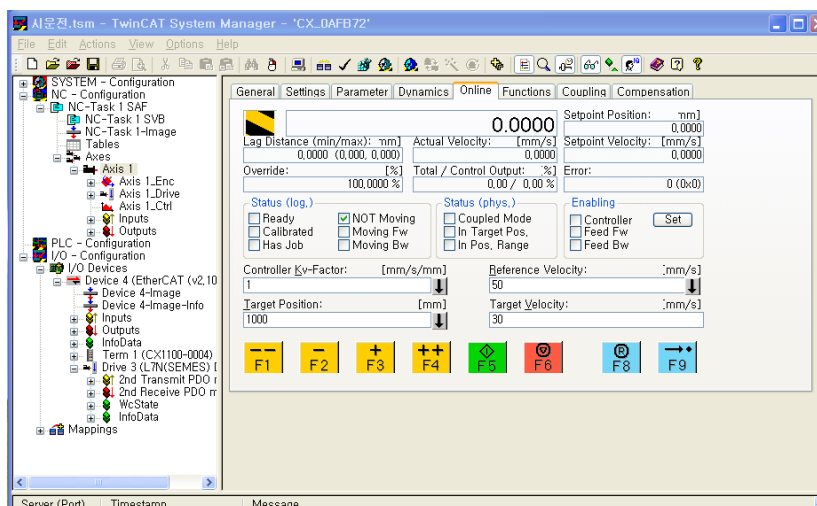 시운전.tsm - TwinCAT System Manager - 'CX_0AFB72'
File Edit Actions View Options Help
SYSTEM - Configuration
NC - Configuration
NC-Task 1 SAF
NC-Task 1 SVB
NC-Task 1-Image
Tables
Axes
Axis 1
Axis 1_Enc
Axis 1_Drive
Axis 1_Ctrl
Inputs
Outputs
PLC - Configuration
I/O - Configuration
I/O Devices
Device 4 (EtherCAT (v2,10
Device 4-Image
Device 4-Image-Info
Inputs
Outputs
InfoData
Term 1 (CX1100-0004)
Drive 3 (L7N(SEMES) [
2nd Transmit PDO r
2nd Receive PDO m
WcState
InfoData
Mappings
General Settings Parameter Dynamics Online Functions Coupling Compensation
0.0000
Setpoint Position: mm]
0,0000
Lag Distance (min/max): mm] Actual Velocity: [mm/s] Setpoint Velocity: [mm/s]
0,0000 (0,000, 0,000) 0,0000 0,0000
Override: [%] Total / Control Output: %] Error:
100,0000 % 0,00 / 0,00 % 0 (0x0)
Status (log,) Status (phys,) Enabling
Ready NOT Moving Coupled Mode Controller Set
Calibrated Moving Fw In Target Pos, Feed Fw
Has Job Moving Bw In Pos, Range Feed Bw
Controller Kv-Factor: [mm/s/mm] Reference Velocity: [mm/s]
1 50
Target Position: [mm] Target Velocity: [mm/s]
1000 30
-- - + ++ R
F1 F2 F3 F4 F5 F6 F8 F9
Server (Port) Timestamp Message